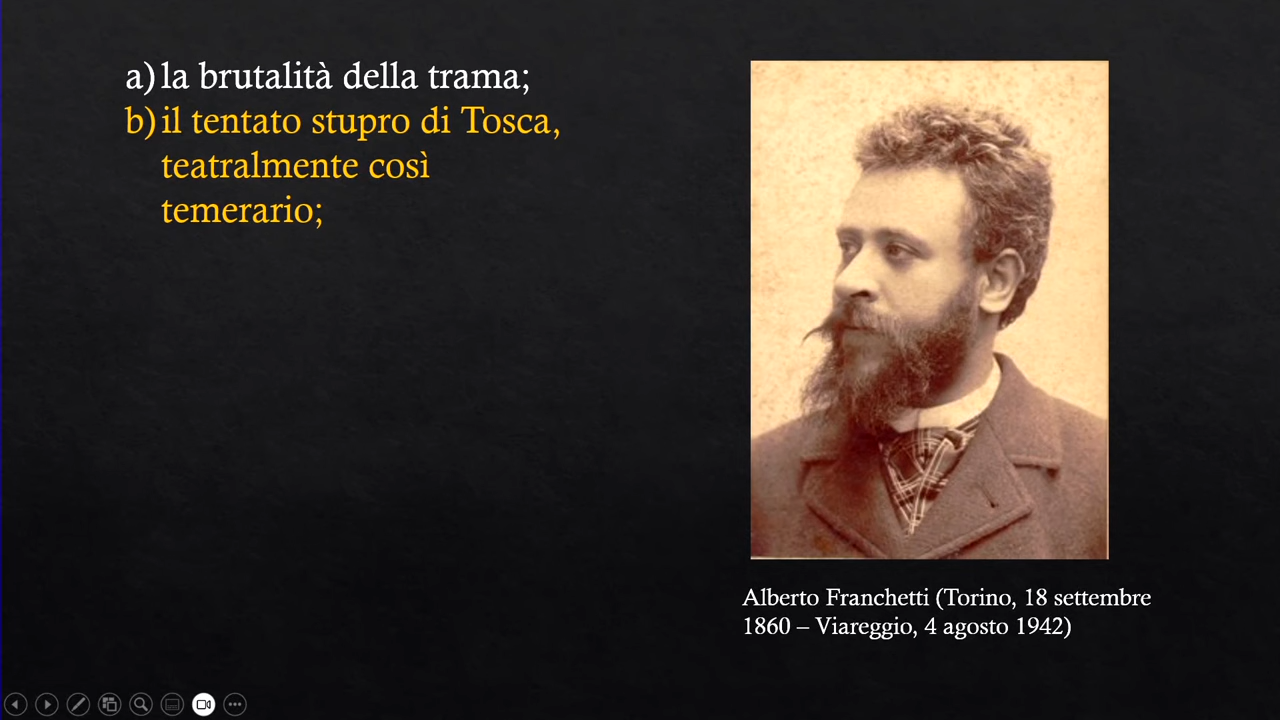 a) la brutalità della trama;
b) il tentato stupro di Tosca,
teatralmente così
temerario;
Alberto Franchetti (Torino, 18 settembre
1860 – Viareggio, 4 agosto 1942)